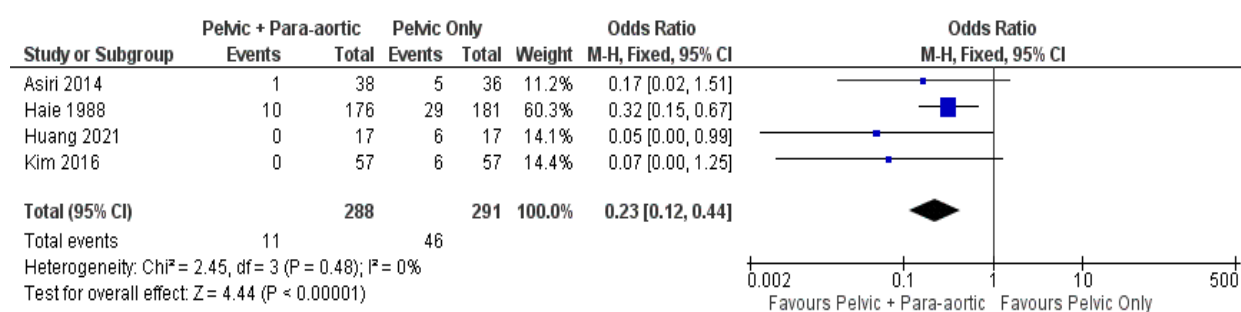 Pelvic + Para-aortic Pelvic Only Odds Ratio Odds Ratio
Study or Subgroup Events Total Events Total Weight M-H, Fixed, 95% CI M-H, Fixed, 95% CI
Asiri 2014 1 38 5 36 11.2% 0.17 [0.02, 1.51]
Haie 1988 10 176 29 181 60.3% 0.32 [0.15, 0.67]
Huang 2021 0 17 6 17 14.1% 0.05 [0.00, 0.99]
Kim 2016 0 57 6 57 14.4% 0.07 [0.00, 1.25]
Total (95% CI) 288 291 100.0% 0.23 [0.12, 0.44]
Total events 11 46
Heterogeneity: Chi² = 2.45, df = 3 (P = 0.48); I² = 0%
Test for overall effect: Z = 4.44 (P < 0.00001)
0.002 0.1 1 10 500
Favours Pelvic + Para-aortic Favours Pelvic Only